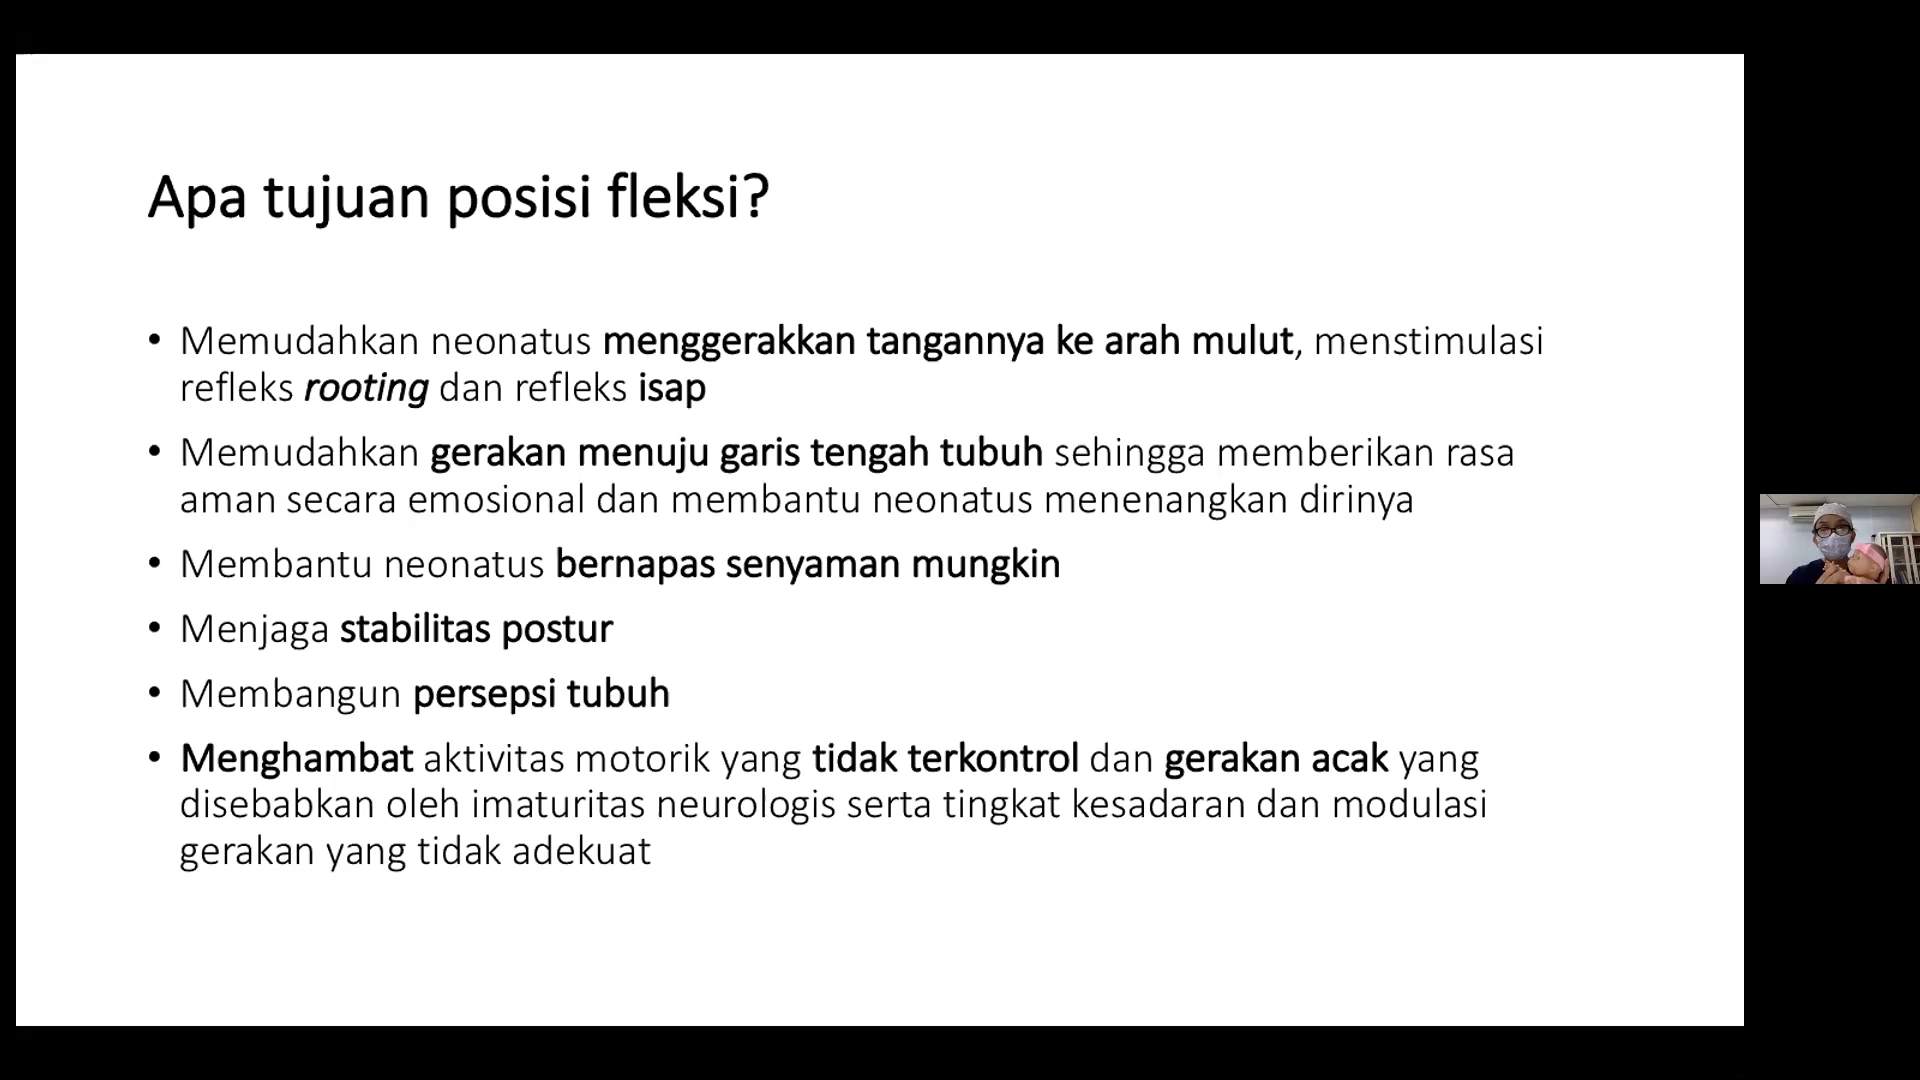 Apa tujuan posisi fleksi?
• Memudahkan neonatus menggerakkan tangannya ke arah mulut, menstimulasi
refleks rooting dan refleks isap
• Memudahkan gerakan menuju garis tengah tubuh sehingga memberikan rasa
aman secara emosional dan membantu neonatus menenangkan dirinya
• Membantu neonatus bernapas senyaman mungkin
• Menjaga stabilitas postur
• Membangun persepsi tubuh
• Menghambat aktivitas motorik yang tidak terkontrol dan gerakan acak yang
disebabkan oleh imaturitas neurologis serta tingkat kesadaran dan modulasi
gerakan yang tidak adekuat